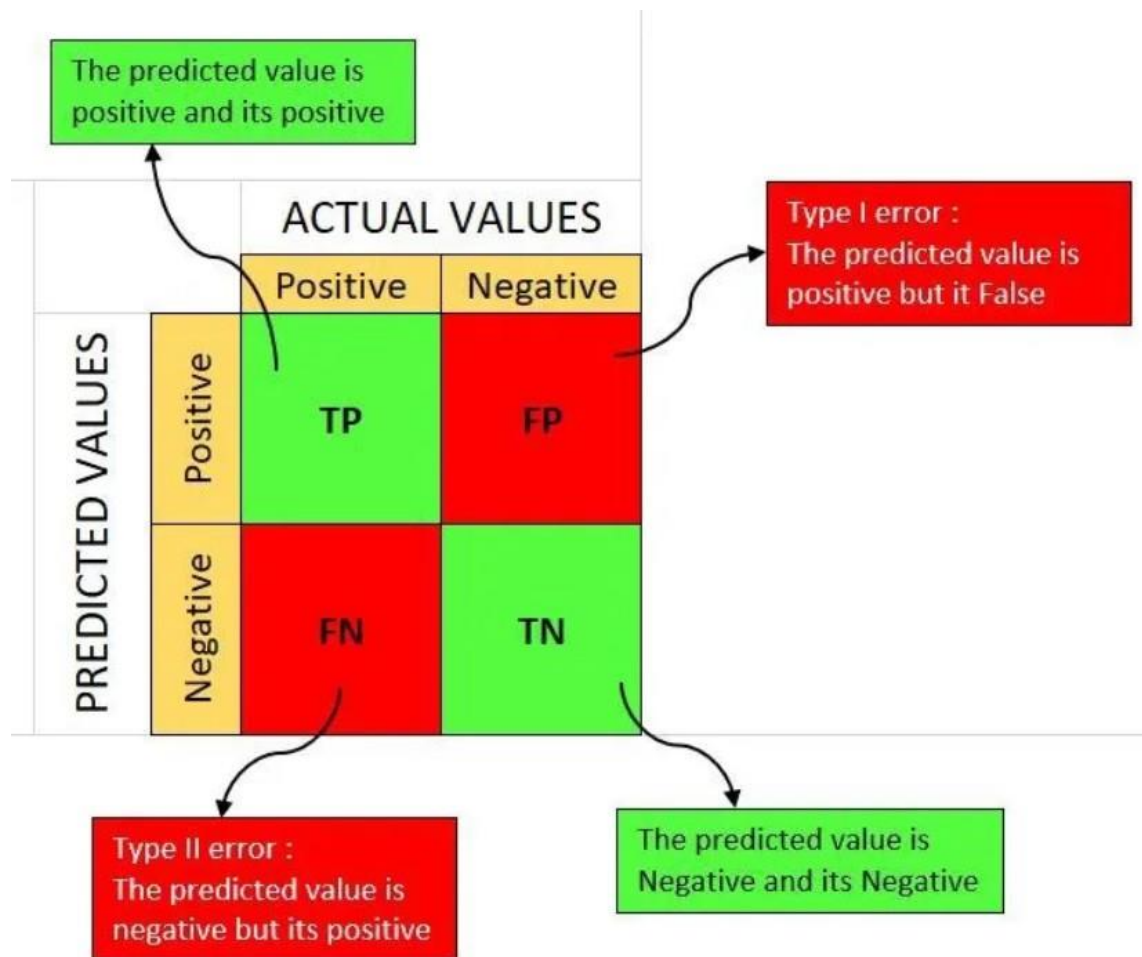 The predicted value is
positive and its positive
ACTUAL VALUES
Type I error :
The predicted value is
positive but it False
Positive
Negative
PREDICTED VALUES
Positive
TP
FP
Negative
FN
TN
Type II error :
The predicted value is
negative but its positive
The predicted value is
Negative and its Negative